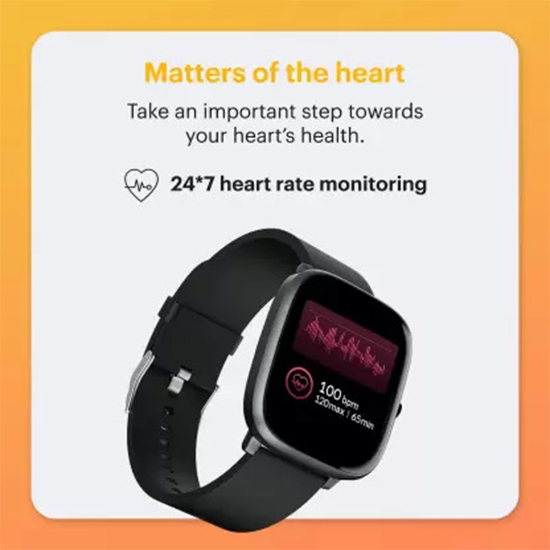 Matters of the heart
Take an important step towards
your heart's health.
24*7 heart rate monitoring
100 bpm
120max | 65min